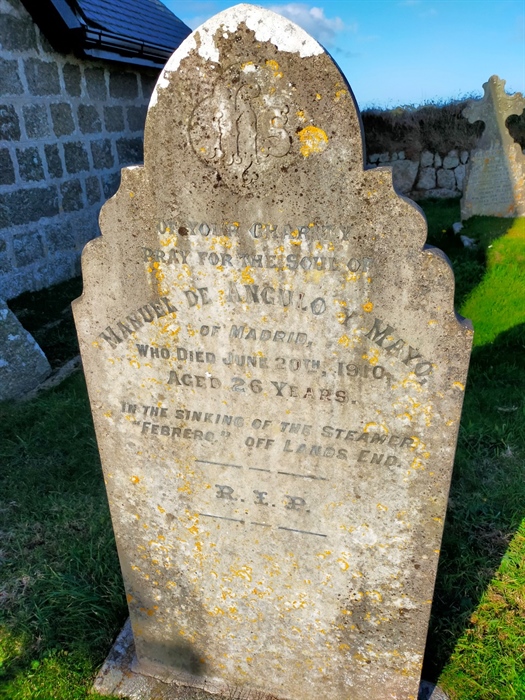 IHS
OF YOUR CHARITY
PRAY FOR THE SOUL OF
MANUEL DE ANGULO Y MAYO,
OF MADRID,
WHO DIED JUNE 20TH, 1910,
AGED 26 YEARS.
IN THE SINKING OF THE STEAMER
"FEBRERO," OFF LANDS END.
R.I.P.